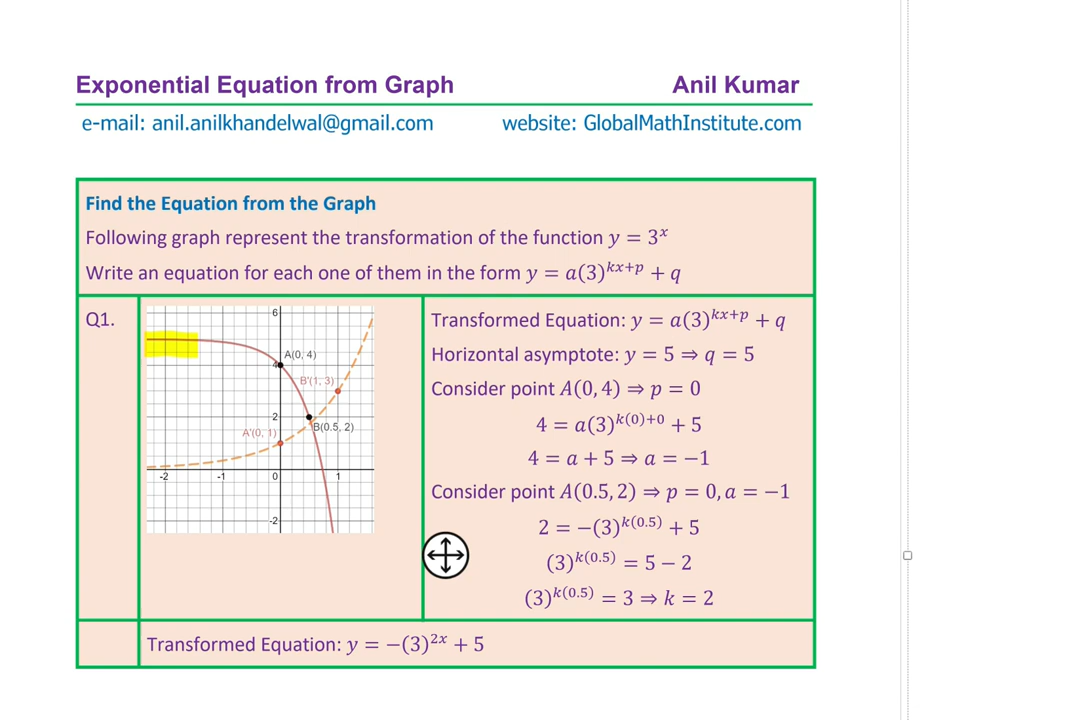 Exponential Equation from Graph Anil Kumar
e-mail: anil.anilkhandelwal@gmail.com website: GlobalMathInstitute.com
Find the Equation from the Graph
Following graph represent the transformation of the function y = 3ˣ
Write an equation for each one of them in the form y = a(3)ᵏˣ⁺ᵖ + q
Q1.
6
A(0, 4)
4
B'(1, 3)
2
B(0.5, 2)
A'(0, 1)
-2 -1 0 1
-2
Transformed Equation: y = a(3)ᵏˣ⁺ᵖ + q
Horizontal asymptote: y = 5 ⇒ q = 5
Consider point A(0, 4) ⇒ p = 0
4 = a(3)ᵏ⁽⁰⁾⁺⁰ + 5
4 = a + 5 ⇒ a = −1
Consider point A(0.5, 2) ⇒ p = 0, a = −1
2 = −(3)^k(0.5) + 5
(3)^k(0.5) = 5 − 2
(3)^k(0.5) = 3 ⇒ k = 2
Transformed Equation: y = −(3)²ˣ + 5